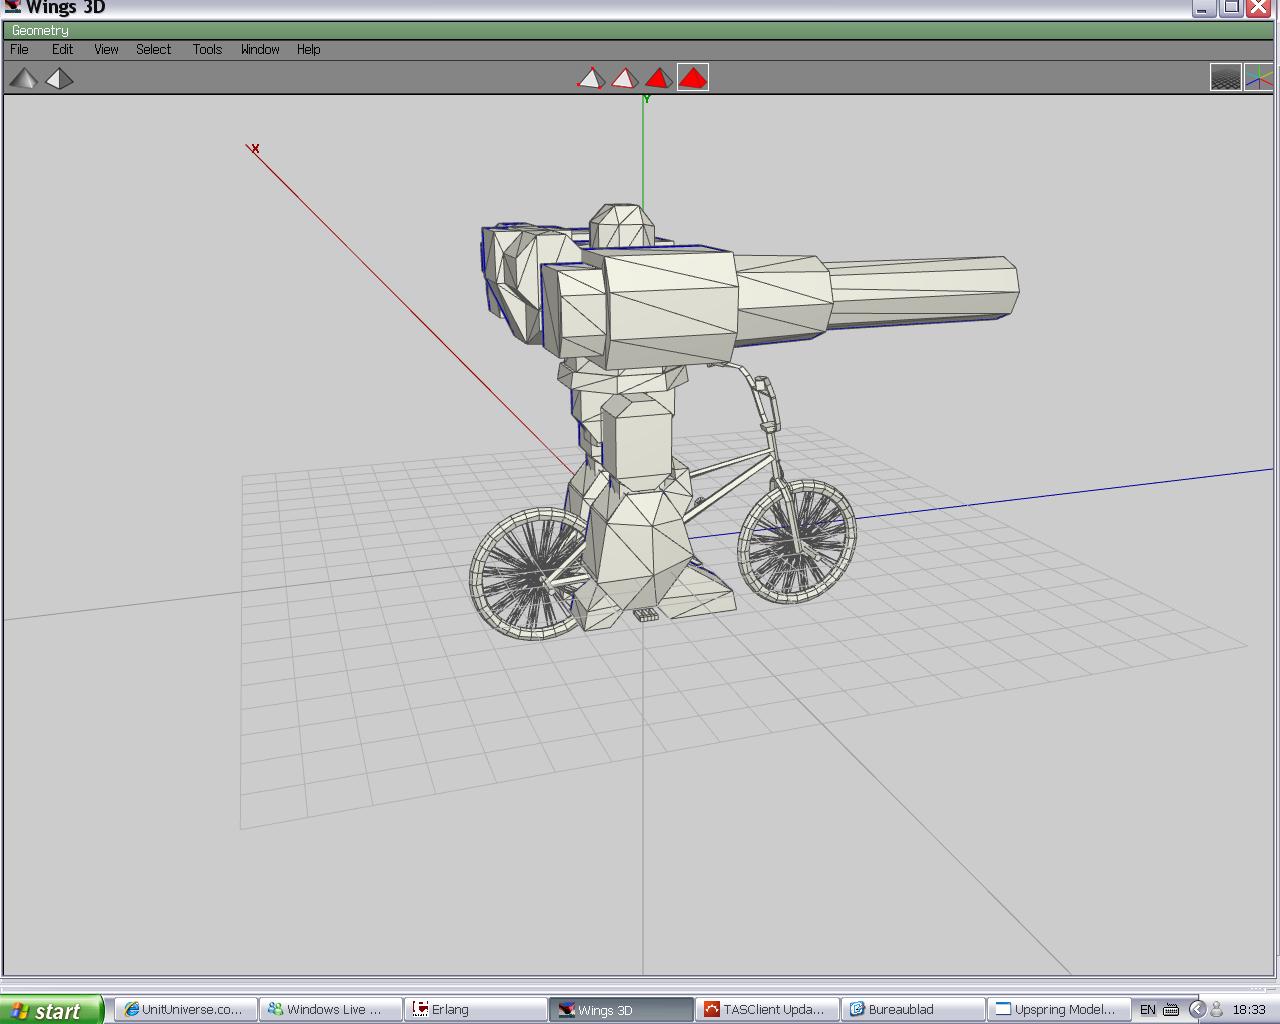 Wings 3D
Geometry
File Edit View Select Tools Window Help
Y
X
start UnitUniverse.co... Windows Live ... Erlang Wings 3D TASClient Upda... Bureaublad Upspring Model... EN 18:33